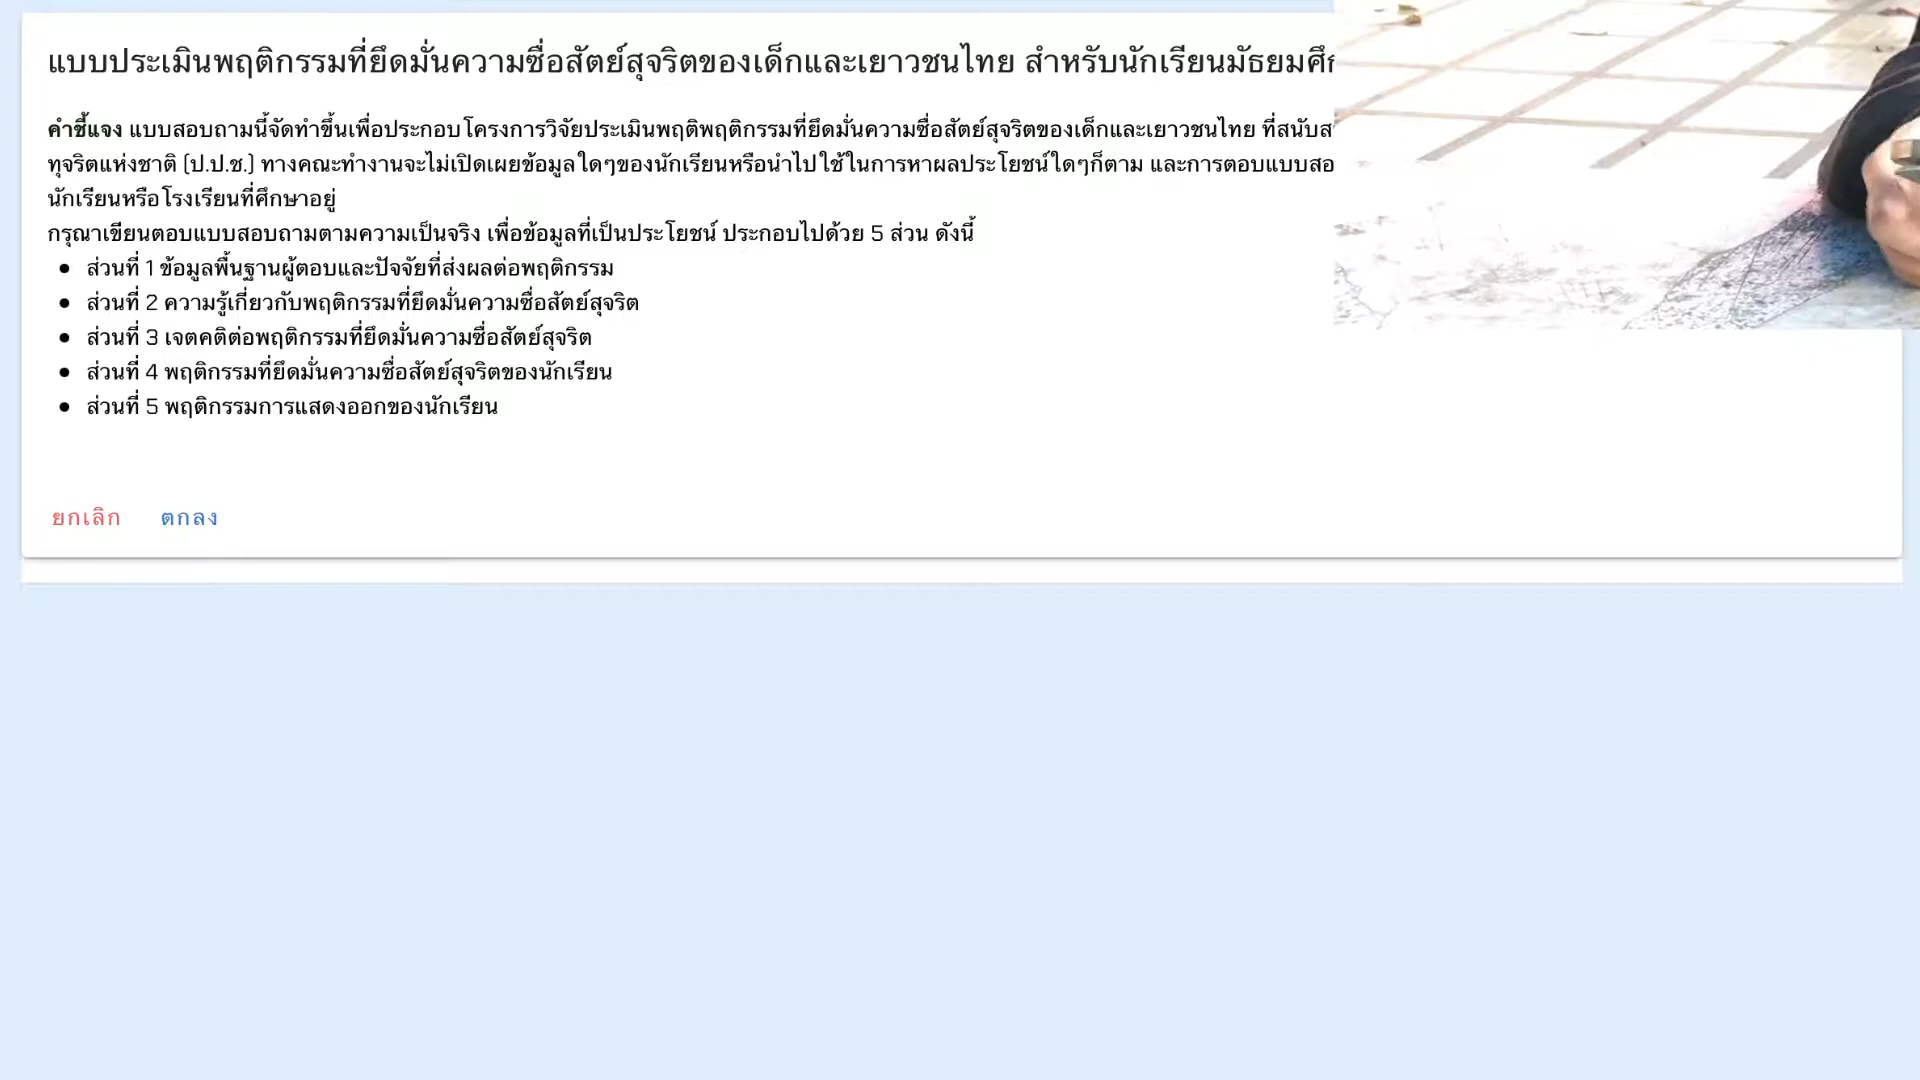 แบบประเมินพฤติกรรมที่ยึดมั่นความซื่อสัตย์สุจริตของเด็กและเยาวชนไทย สำหรับนักเรียนมัธยม
คำชี้แจง แบบสอบถามนี้จัดทำขึ้นเพื่อประกอบโครงการวิจัยประเมินพฤติพฤติกรรมที่ยึดมั่นความซื่อสัตย์สุจริตของเด็กและเยาวชนไทย
ทุจริตแห่งชาติ (ป.ป.ช.) ทางคณะทำงานจะไม่เปิดเผยข้อมูลใดๆของนักเรียนหรือนำไปใช้ในการหาผลประโยชน์ใดๆก็ตาม และการตอบแบบ
นักเรียนหรือโรงเรียนที่ศึกษาอยู่
กรุณาเขียนตอบแบบสอบถามตามความเป็นจริง เพื่อข้อมูลที่เป็นประโยชน์ ประกอบไปด้วย 5 ส่วน ดังนี้
● ส่วนที่ 1 ข้อมูลพื้นฐานผู้ตอบและปัจจัยที่ส่งผลต่อพฤติกรรม
● ส่วนที่ 2 ความรู้เกี่ยวกับพฤติกรรมที่ยึดมั่นความซื่อสัตย์สุจริต
● ส่วนที่ 3 เจตคติต่อพฤติกรรมที่ยึดมั่นความซื่อสัตย์สุจริต
● ส่วนที่ 4 พฤติกรรมที่ยึดมั่นความซื่อสัตย์สุจริตของนักเรียน
● ส่วนที่ 5 พฤติกรรมการแสดงออกของนักเรียน
ยกเลิก ตกลง